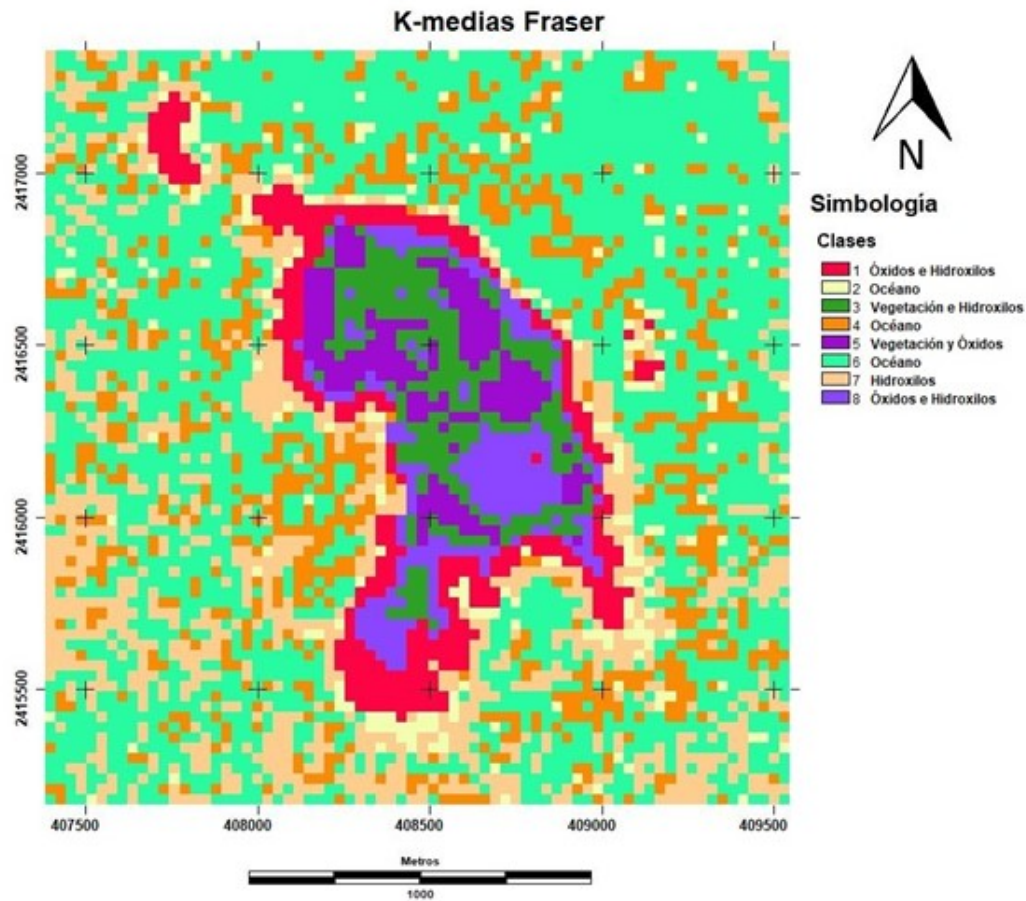 K-medias Fraser
N
Simbología
Clases
1 Óxidos e Hidroxilos
2 Océano
3 Vegetación e Hidroxilos
4 Océano
5 Vegetación y Óxidos
6 Océano
7 Hidroxilos
8 Óxidos e Hidroxilos
2417000
2416500
2416000
2415500
407500 408000 408500 409000 409500
Metros
1000